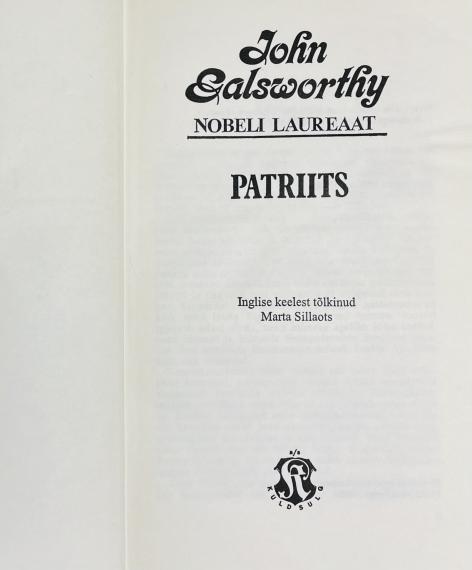 John
Galsworthy
NOBELI LAUREAAT
PATRIITS
Inglise keelest tõlkinud
Marta Sillaots
A/S
KULDSULG